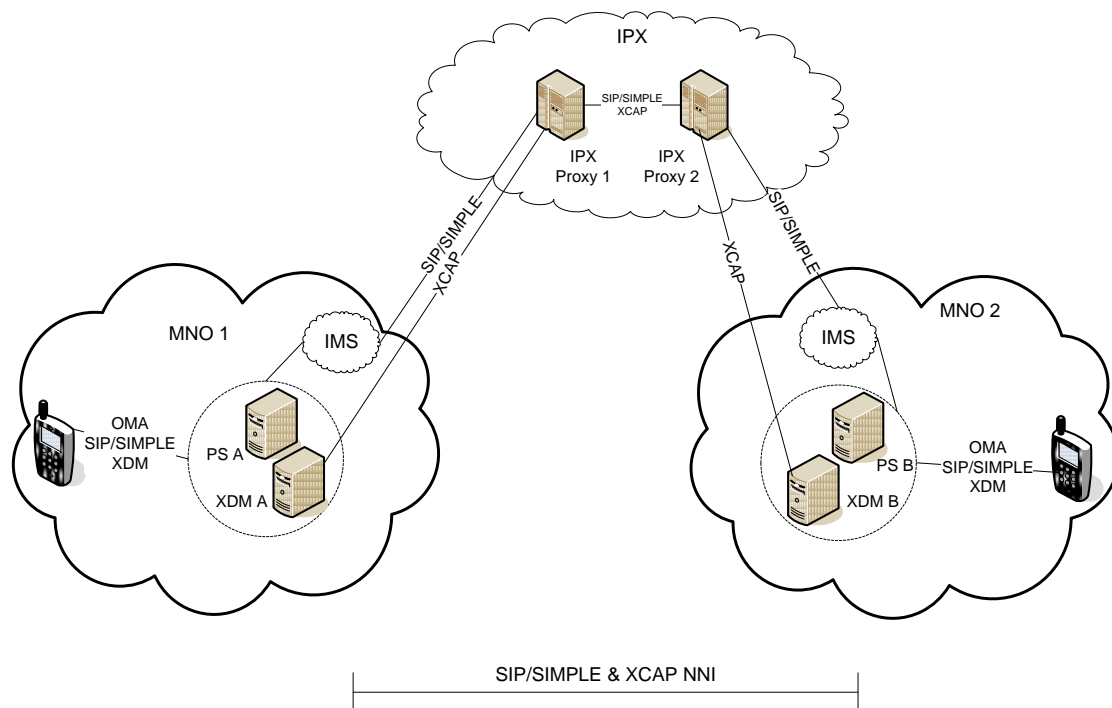 IPX
SIP/SIMPLE
XCAP
IPX
Proxy 1
IPX
Proxy 2
SIP/SIMPLE
XCAP
XCAP
SIP/SIMPLE
MNO 1
IMS
OMA
SIP/SIMPLE
XDM
PS A
XDM A
MNO 2
IMS
PS B
XDM B
OMA
SIP/SIMPLE
XDM
SIP/SIMPLE & XCAP NNI